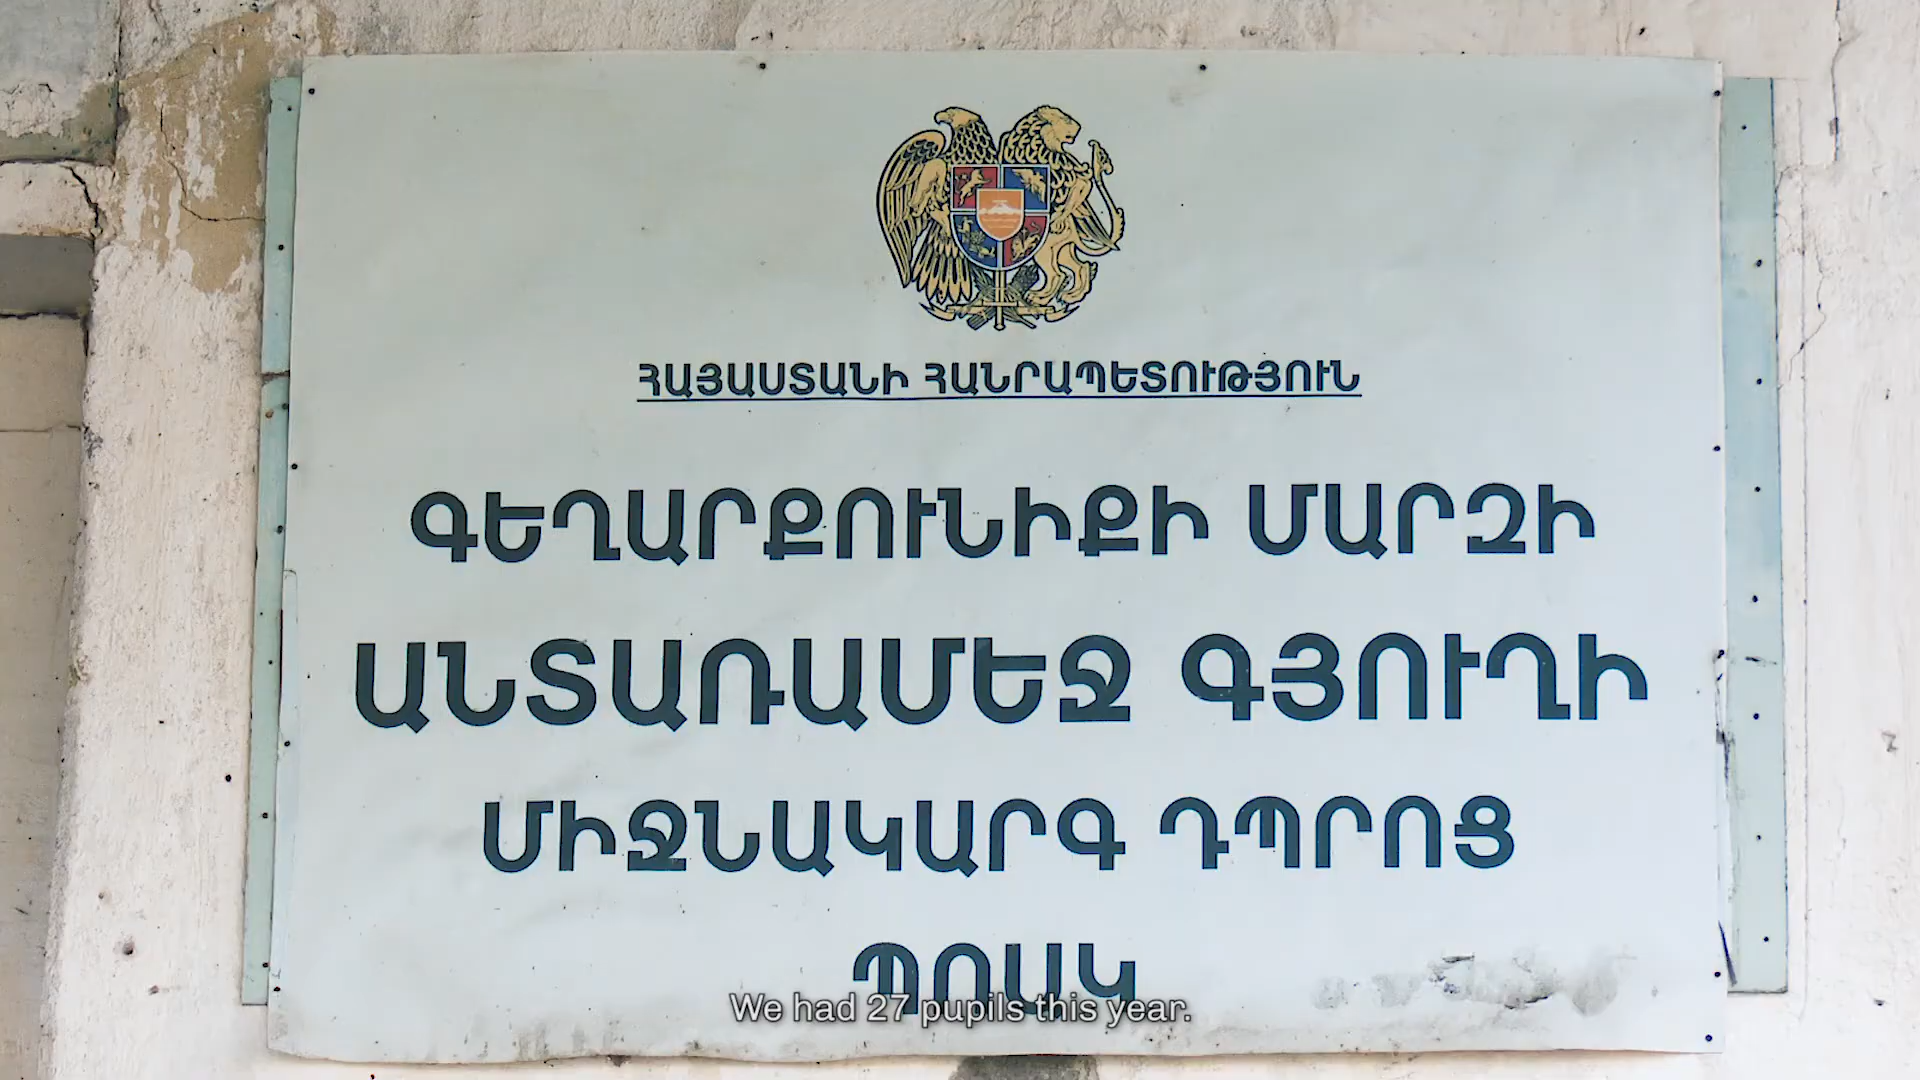 ՀԱՅԱՍՏԱՆԻ ՀԱՆՐԱՊԵՏՈՒԹՅՈՒՆ
ԳԵՂԱՐՔՈՒՆԻՔԻ ՄԱՐԶԻ
ԱՆՏԱՌԱՄԵՋ ԳՅՈՒՂԻ
ՄԻՋՆԱԿԱՐԳ ԴՊՐՈՑ
ՊՈԱԿ
We had 27 pupils this year.